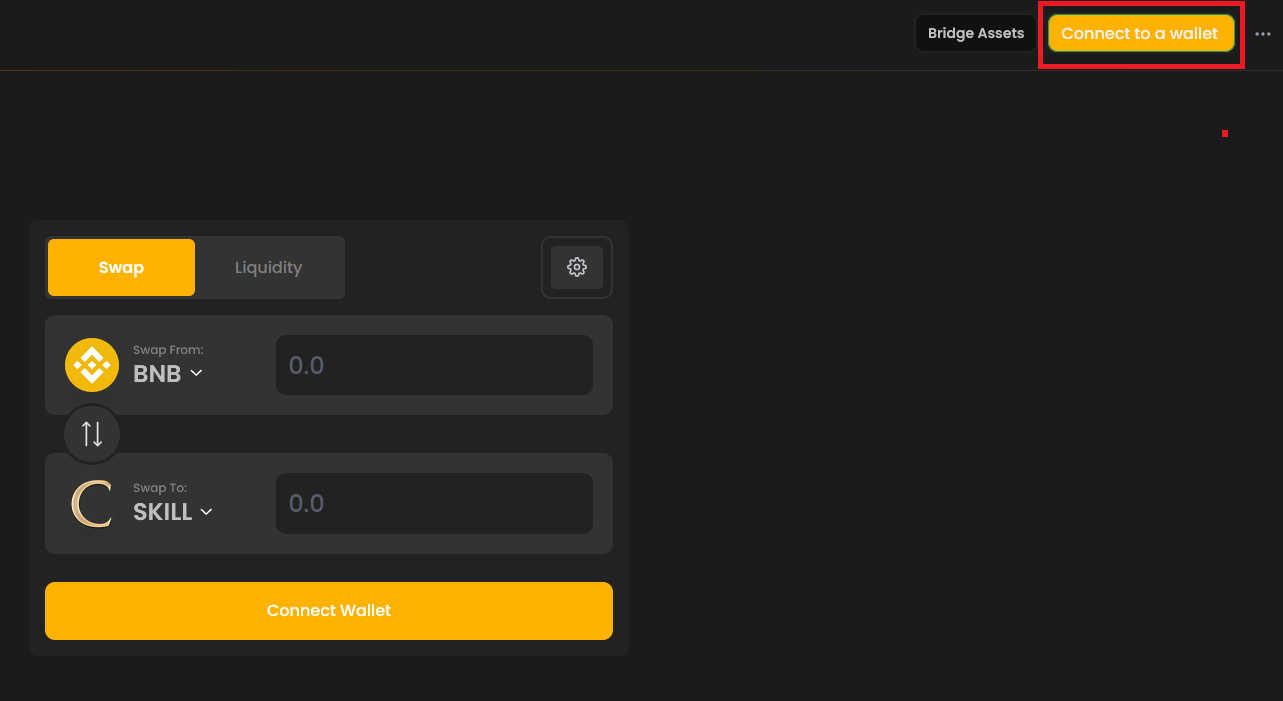 Bridge Assets
Connect to a wallet
Swap
Liquidity
Swap From:
BNB
0.0
Swap To:
SKILL
0.0
Connect Wallet